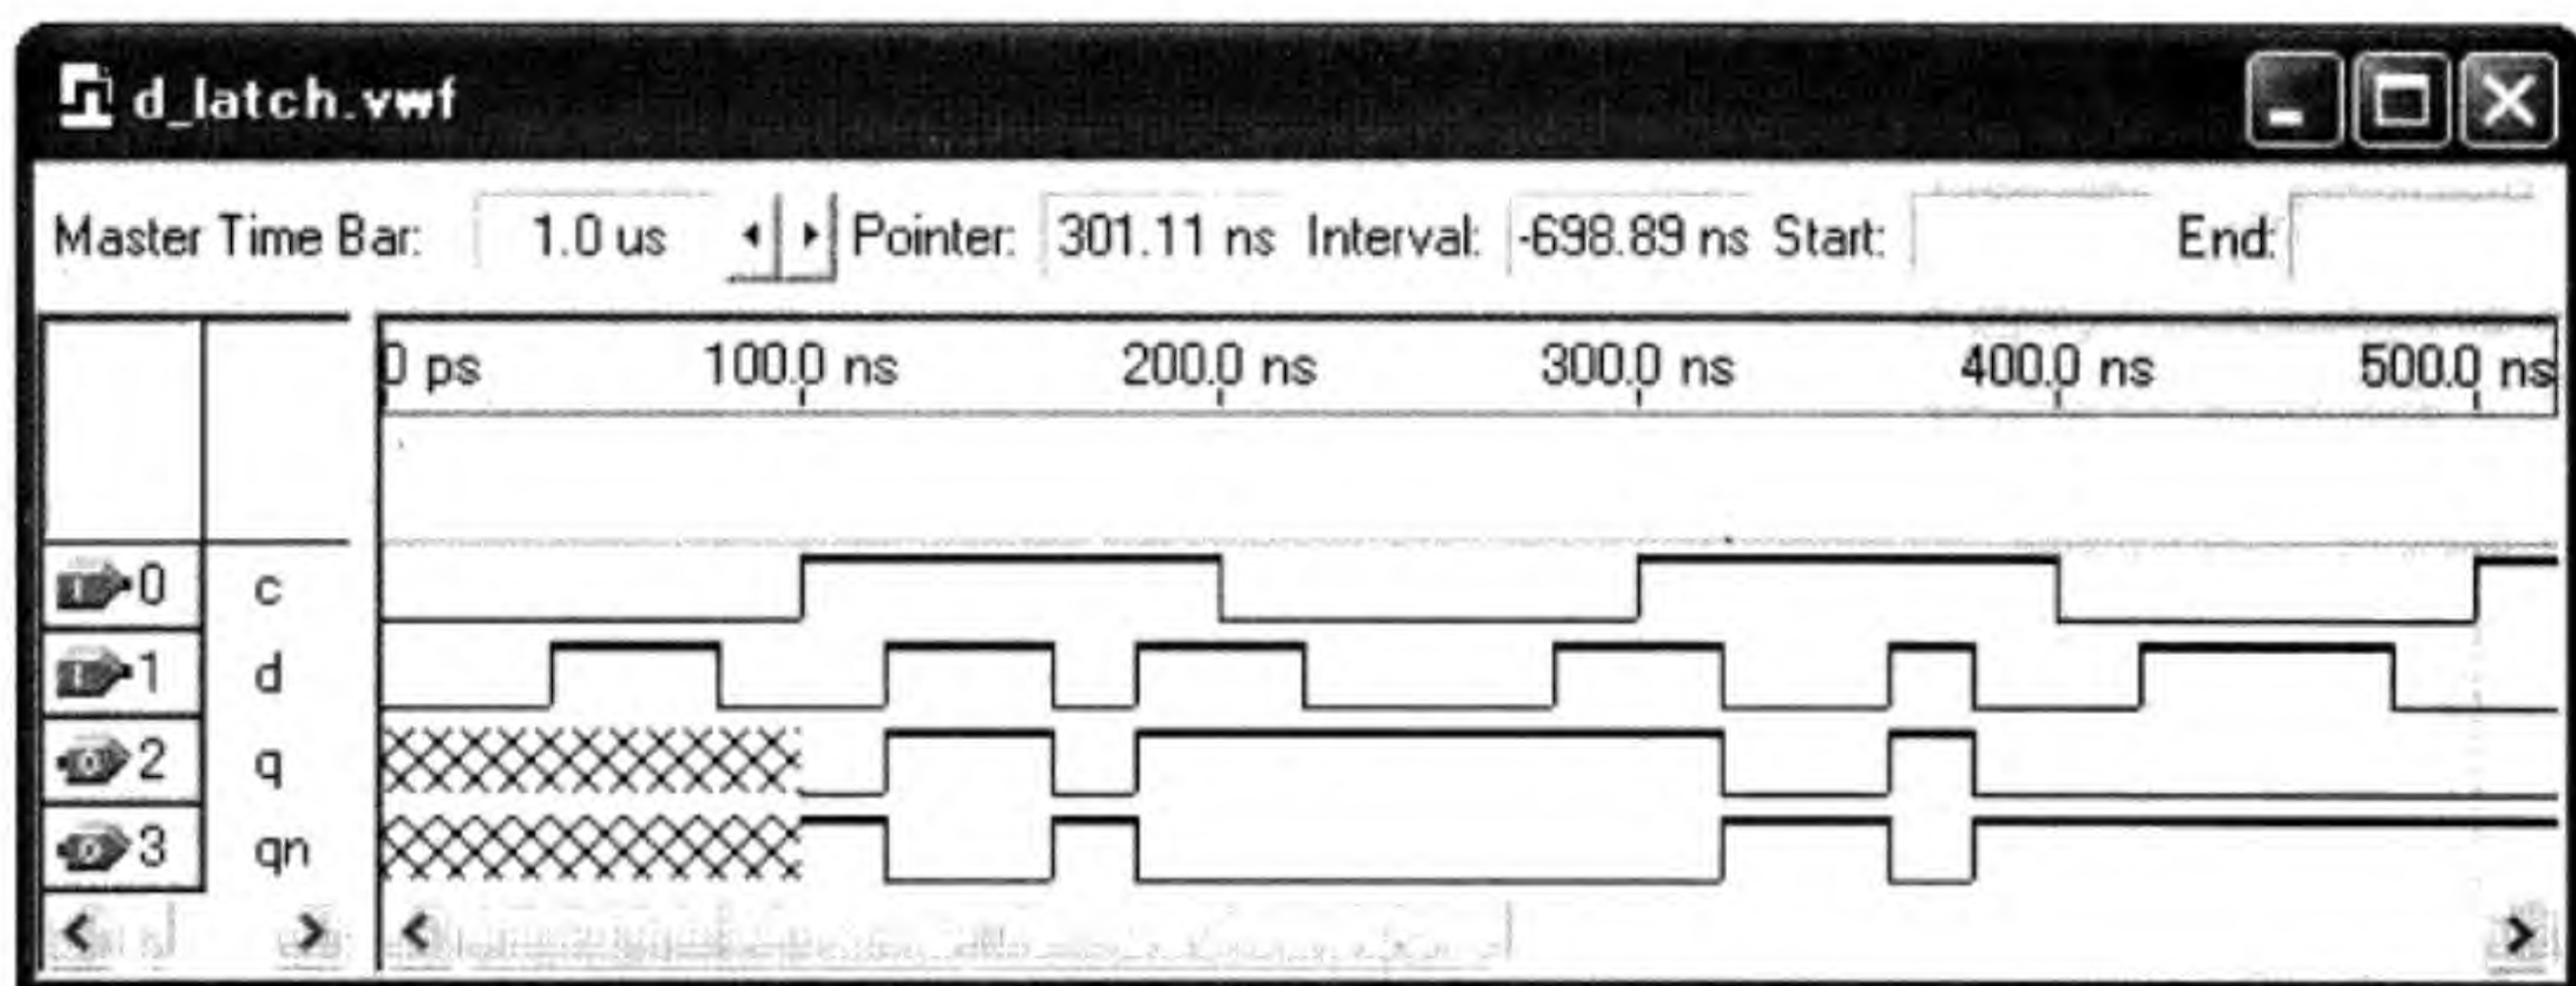 d_latch.vwf
Master Time Bar: 1.0 us Pointer: 301.11 ns Interval: -698.89 ns Start: End:
0 ps 100.0 ns 200.0 ns 300.0 ns 400.0 ns 500.0 ns
0 c
1 d
2 q
3 qn